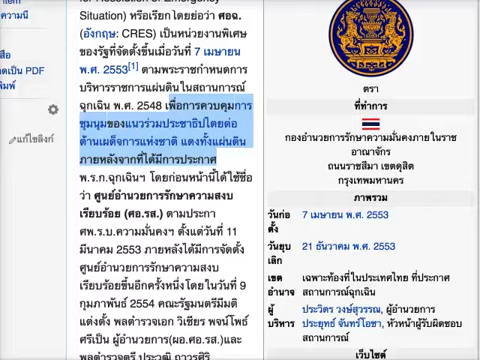 item
วามนี
สือ
ดเป็น PDF
พิมพ์
แก้ไขลิงก์
Situation) หรือเรียกโดยย่อว่า ศอฉ.
(อังกฤษ: CRES) เป็นหน่วยงานพิเศษ
ของรัฐที่จัดตั้งขึ้นเมื่อวันที่ 7 เมษายน
พ.ศ. 2553[1] ตามพระราชกำหนดการ
บริหารราชการแผ่นดินในสถานการณ์
ฉุกเฉิน พ.ศ. 2548 เพื่อการควบคุมการ
ชุมนุมของแนวร่วมประชาธิปไตยต่อ
ต้านเผด็จการแห่งชาติ แดงทั้งแผ่นดิน
ภายหลังจากที่ได้มีการประกาศ
พ.ร.ก.ฉุกเฉินฯ โดยก่อนหน้านี้ได้ใช้ชื่อ
ว่า ศูนย์อำนวยการรักษาความสงบ
เรียบร้อย (ศอ.รส.) ตามประกา
ศพ.ร.บ.ความมั่นคงฯ ตั้งแต่วันที่ 11
มีนาคม 2553 ภายหลังได้มีการจัดตั้ง
ศูนย์อำนวยการรักษาความสงบ
เรียบร้อยขึ้นอีกครั้งหนึ่งโดยในวันที่ 9
กุมภาพันธ์ 2554 คณะรัฐมนตรีมีมติ
แต่งตั้ง พลตำรวจเอก วิเชียร พจน์โพธิ์
ศรีเป็น ผู้อำนวยการ(ผอ.ศอ.รส.)และ
พลตำรวจตรี ประวุฒิ ถาวรศิริ
ตรา
ที่ทำการ
กองอำนวยการรักษาความมั่นคงภายในราช
อาณาจักร
ถนนราชสีมา เขตดุสิต
กรุงเทพมหานคร
ภาพรวม
วันก่อ 7 เมษายน พ.ศ. 2553
ตั้ง
วันยุบ 21 ธันวาคม พ.ศ. 2553
เลิก
เขต เฉพาะท้องที่ในประเทศไทย ที่ประกาศ
อำนาจ สถานการณ์ฉุกเฉิน
ผู้ ประวิตร วงษ์สุวรรณ, ผู้อำนวยการ
บริหาร ประยุทธ์ จันทร์โอชา, หัวหน้าผู้รับผิดชอบ
สถานการณ์
เว็บไซต์